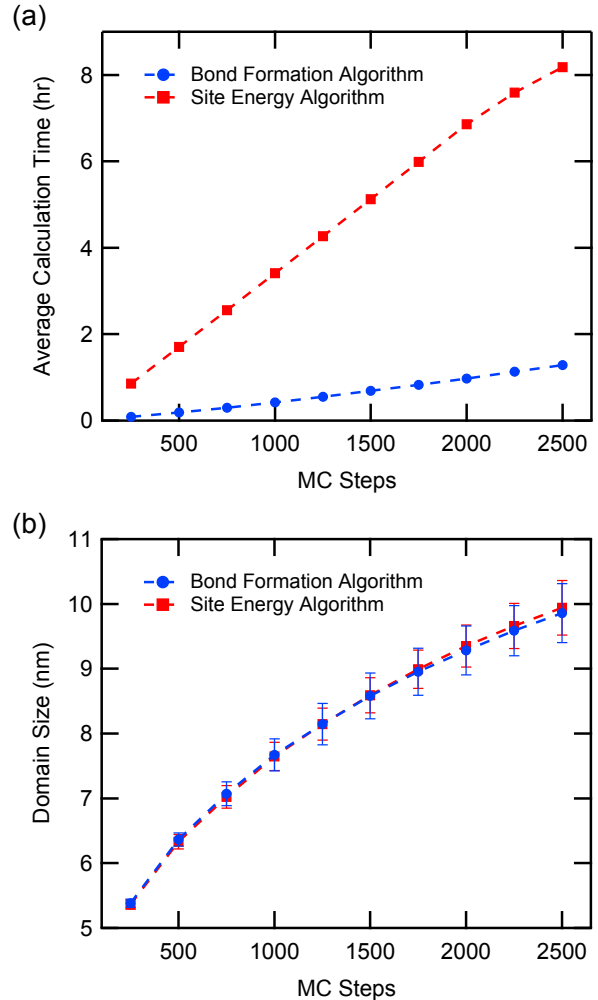 (a)
8
6
4
2
0
Average Calculation Time (hr)
Bond Formation Algorithm
Site Energy Algorithm
500 1000 1500 2000 2500
MC Steps
(b)
11
10
9
8
7
6
5
Domain Size (nm)
Bond Formation Algorithm
Site Energy Algorithm
500 1000 1500 2000 2500
MC Steps